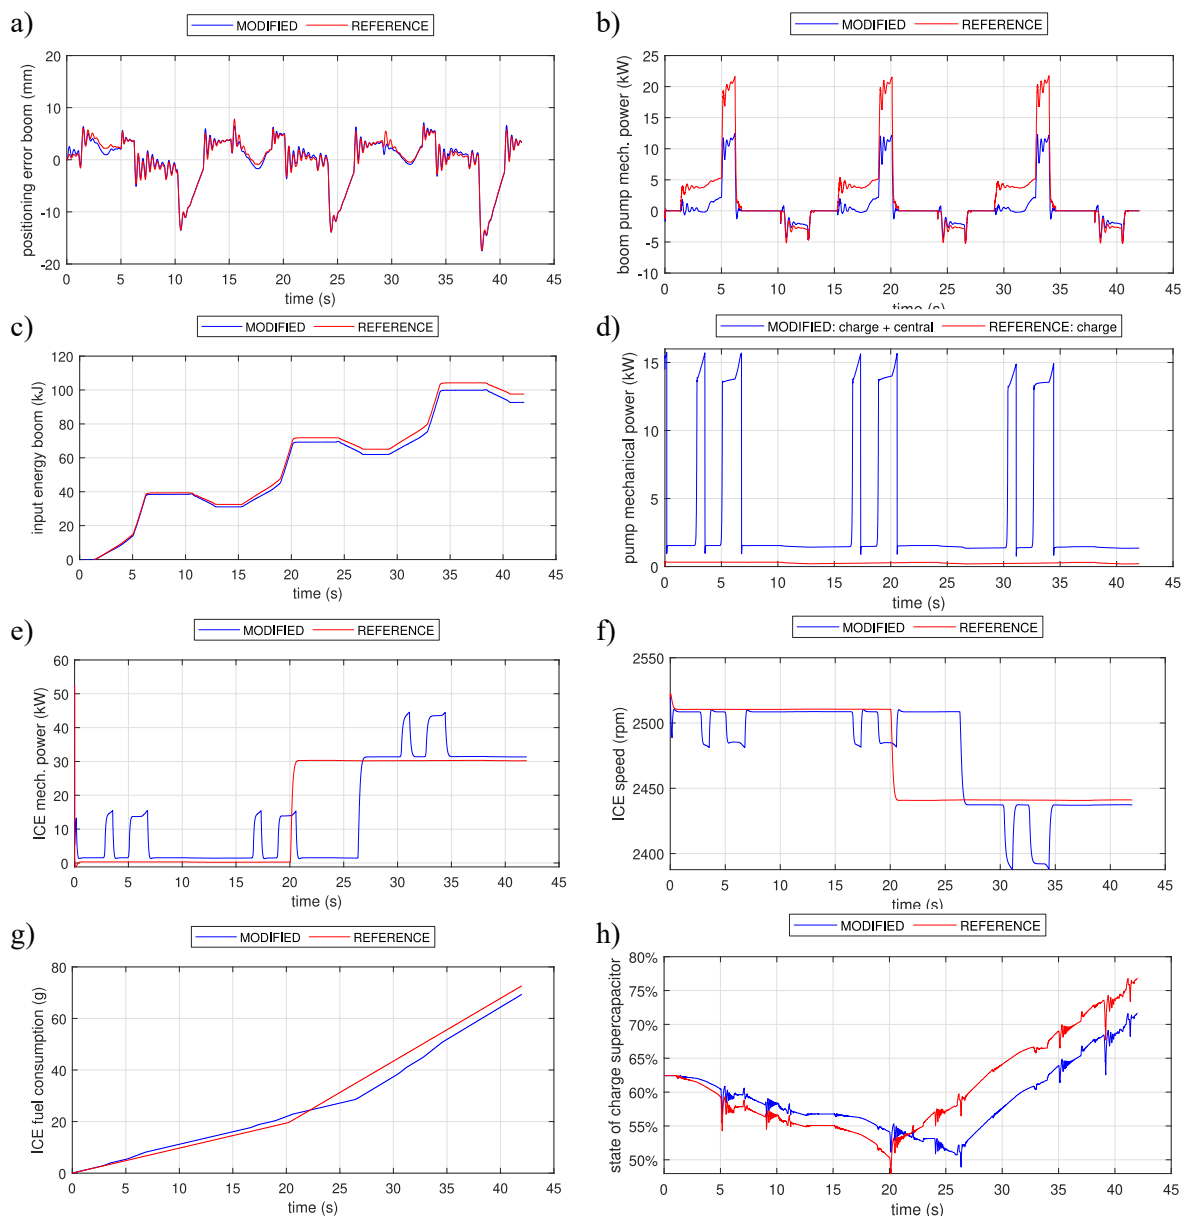 a)
MODIFIED REFERENCE
positioning error boom (mm)
20
10
0
-10
-20
0 5 10 15 20 25 30 35 40 45
time (s)
b)
MODIFIED REFERENCE
boom pump mech. power (kW)
25
20
15
10
5
0
-5
-10
0 5 10 15 20 25 30 35 40 45
time (s)
c)
MODIFIED REFERENCE
input energy boom (kJ)
120
100
80
60
40
20
0
0 5 10 15 20 25 30 35 40 45
time (s)
d)
MODIFIED: charge + central REFERENCE: charge
pump mechanical power (kW)
15
10
5
0
0 5 10 15 20 25 30 35 40 45
time (s)
e)
MODIFIED REFERENCE
ICE mech. power (kW)
60
50
40
30
20
10
0
0 5 10 15 20 25 30 35 40 45
time (s)
f)
MODIFIED REFERENCE
ICE speed (rpm)
2550
2500
2450
2400
0 5 10 15 20 25 30 35 40 45
time (s)
g)
MODIFIED REFERENCE
ICE fuel consumption (g)
80
60
40
20
0
0 5 10 15 20 25 30 35 40 45
time (s)
h)
MODIFIED REFERENCE
state of charge supercapacitor
80%
75%
70%
65%
60%
55%
50%
0 5 10 15 20 25 30 35 40 45
time (s)